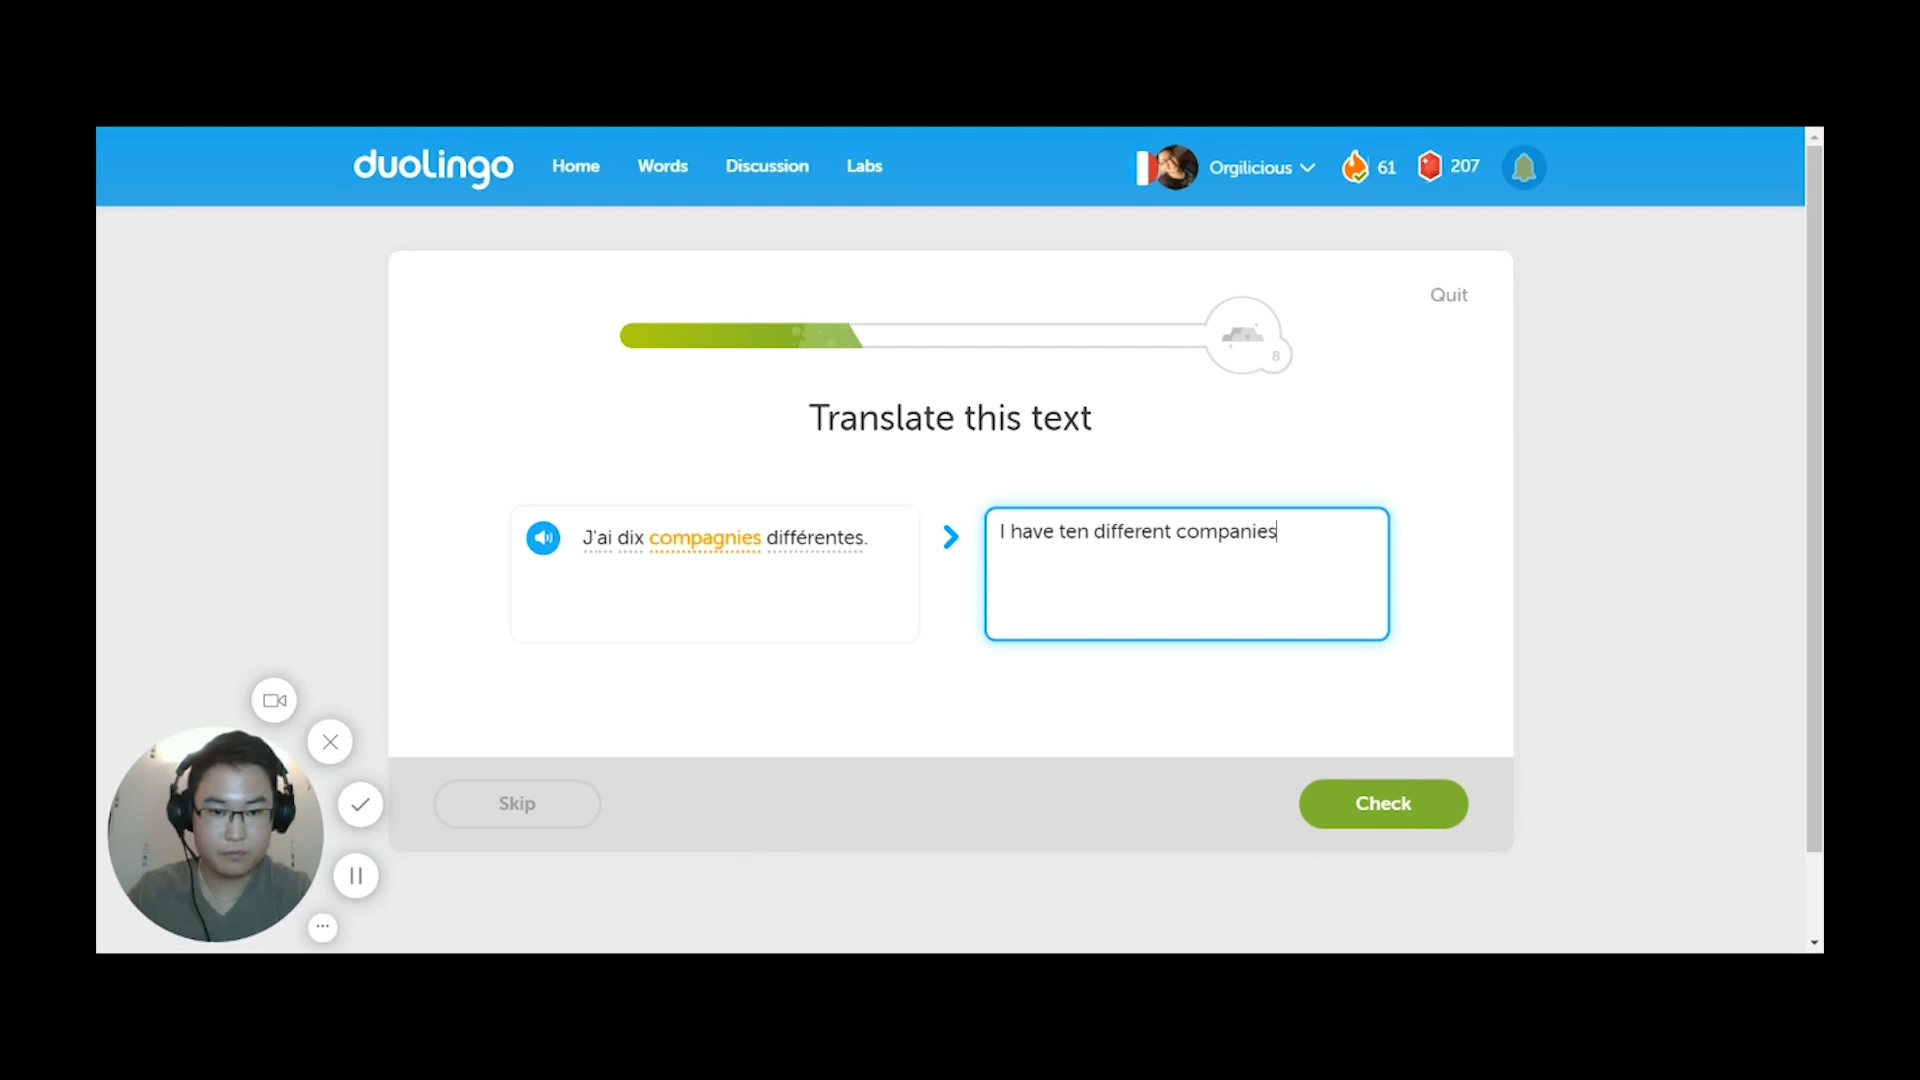 duolingo Home Words Discussion Labs Orgilicious 61 207
Quit
8
Translate this text
J'ai dix compagnies différentes.
I have ten different companies
Skip
Check